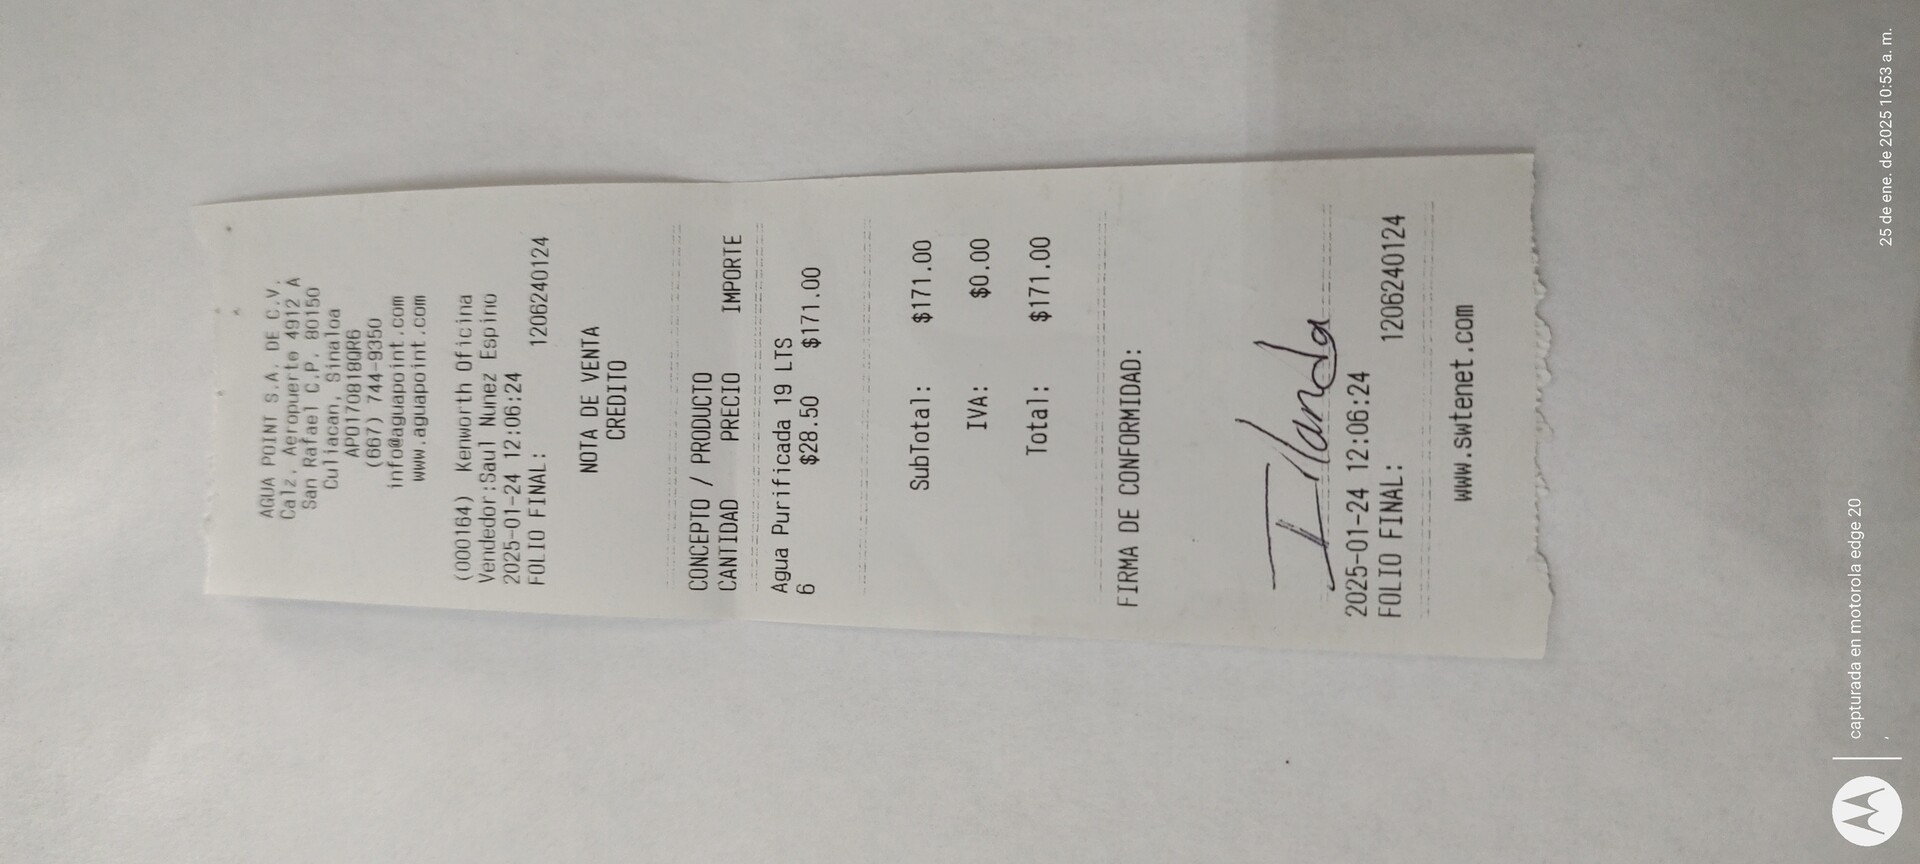 AGUA POINT S.A. DE C.V.
Calz. Aeropuerto 4912 A
San Rafael C.P. 80150
Culiacan, Sinaloa
APO170818QR6
(667) 744-9350
info@aguapoint.com
www.aguapoint.com
(000164) Kenworth Oficina
Vendedor:Saul Nunez Espino
2025-01-24 12:06:24
FOLIO FINAL: 1206240124
NOTA DE VENTA
CREDITO
CONCEPTO / PRODUCTO
CANTIDAD PRECIO IMPORTE
Agua Purificada 19 LTS
6 $28.50 $171.00
SubTotal: $171.00
IVA: $0.00
Total: $171.00
FIRMA DE CONFORMIDAD:
2025-01-24 12:06:24
FOLIO FINAL: 1206240124
www.swtenet.com
capturada en motorola edge 20
25 de ene. de 2025 10:53 a. m.